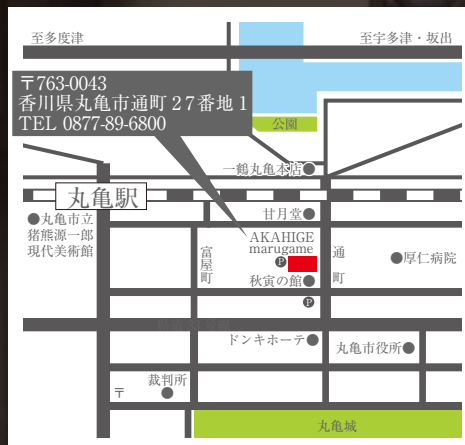 至多度津
至宇多津・坂出
〒763-0043
香川県丸亀市通町27番地1
TEL 0877-89-6800
公園
一鶴丸亀本店
丸亀駅
甘月堂
丸亀市立
猪熊源一郎
現代美術館
富屋町
AKAHIGE
marugame
P
通町
厚仁病院
秋寅の館
P
ドンキホーテ
丸亀市役所
裁判所
〒
丸亀城